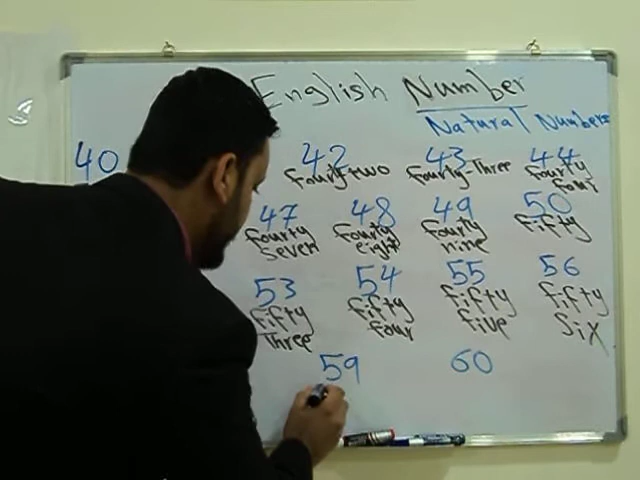 English Number
Natural Numbers
40 42 43 44
fourty-two fourty-Three fourty
four
47 48 49 50
fourty fourty fourty fifty
seven eight nine
53 54 55 56
fifty fifty fifty fifty
Three four five six
59 60